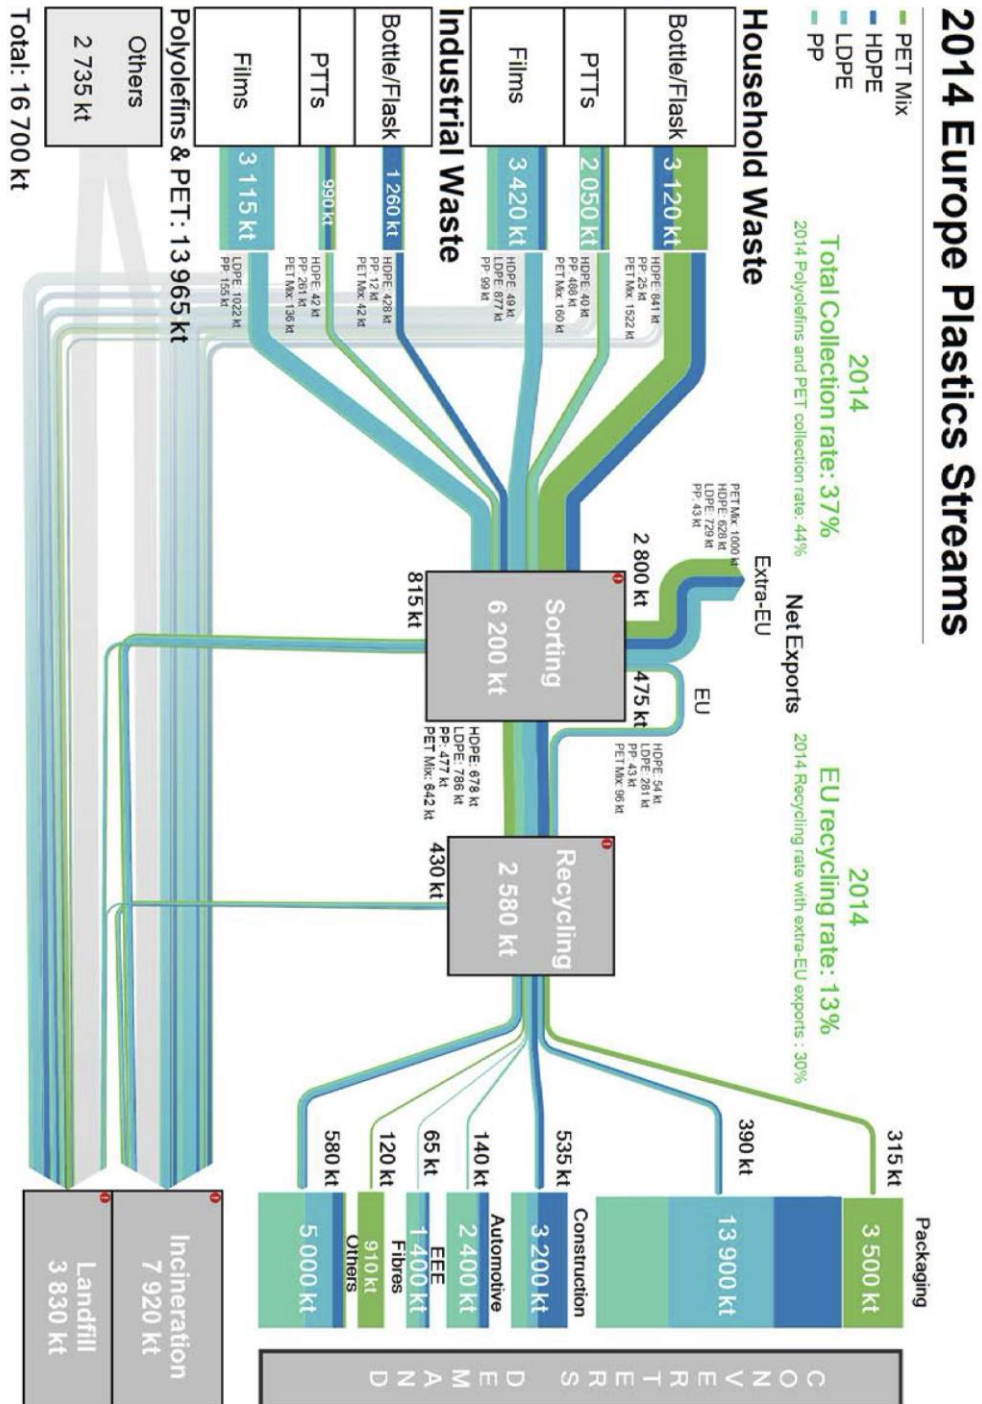 2014 Europe Plastics Streams
PET Mix
HDPE
LDPE
PP
2014
Total Collection rate: 37%
2014 Polyolefins and PET collection rate: 44%
2014
EU recycling rate: 13%
2014 Recycling rate with extra-EU exports : 30%
Household Waste
Bottle/Flask
3 120 kt
HDPE: 841 kt
PP: 25 kt
PET Mix: 1522 kt
PTTs
2 050 kt
HDPE: 40 kt
PP: 486 kt
PET Mix: 160 kt
Films
3 420 kt
HDPE: 49 kt
LDPE: 877 kt
PP: 99 kt
Industrial Waste
Bottle/Flask
1 260 kt
HDPE: 428 kt
PP: 12 kt
PET Mix: 42 kt
PTTs
990 kt
HDPE: 42 kt
PP: 261 kt
PET Mix: 136 kt
Films
3 115 kt
LDPE: 1022 kt
PP: 155 kt
Polyolefins & PET: 13 965 kt
Others
2 735 kt
Total: 16 700 kt
Net Exports
Extra-EU
PET Mix: 1000 kt
HDPE: 628 kt
LDPE: 729 kt
PP: 43 kt
2 800 kt
EU
475 kt
HDPE: 54 kt
LDPE: 281 kt
PP: 43 kt
PET Mix: 96 kt
Sorting
6 200 kt
815 kt
HDPE: 678 kt
LDPE: 786 kt
PP: 477 kt
PET Mix: 642 kt
Recycling
2 580 kt
430 kt
Packaging
315 kt
3 500 kt
390 kt
13 900 kt
Construction
535 kt
3 200 kt
Automotive
140 kt
2 400 kt
EEE
65 kt
1 400 kt
Fibres
120 kt
910 kt
Others
580 kt
5 000 kt
CONVERTERS DEMAND
Incineration
7 920 kt
Landfill
3 830 kt